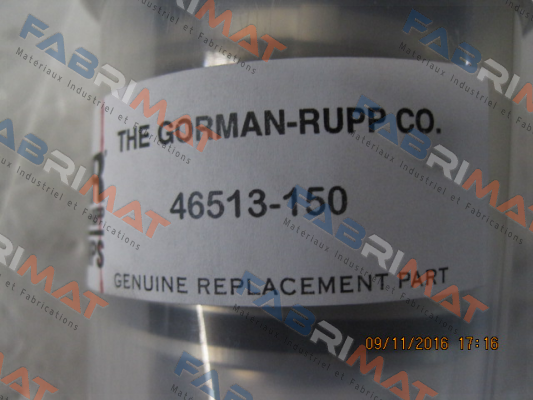 THE GORMAN-RUPP CO.
46513-150
GENUINE REPLACEMENT PART
09/11/2016 17:16
FABRIMAT
Materiaux Industriel et Fabrications